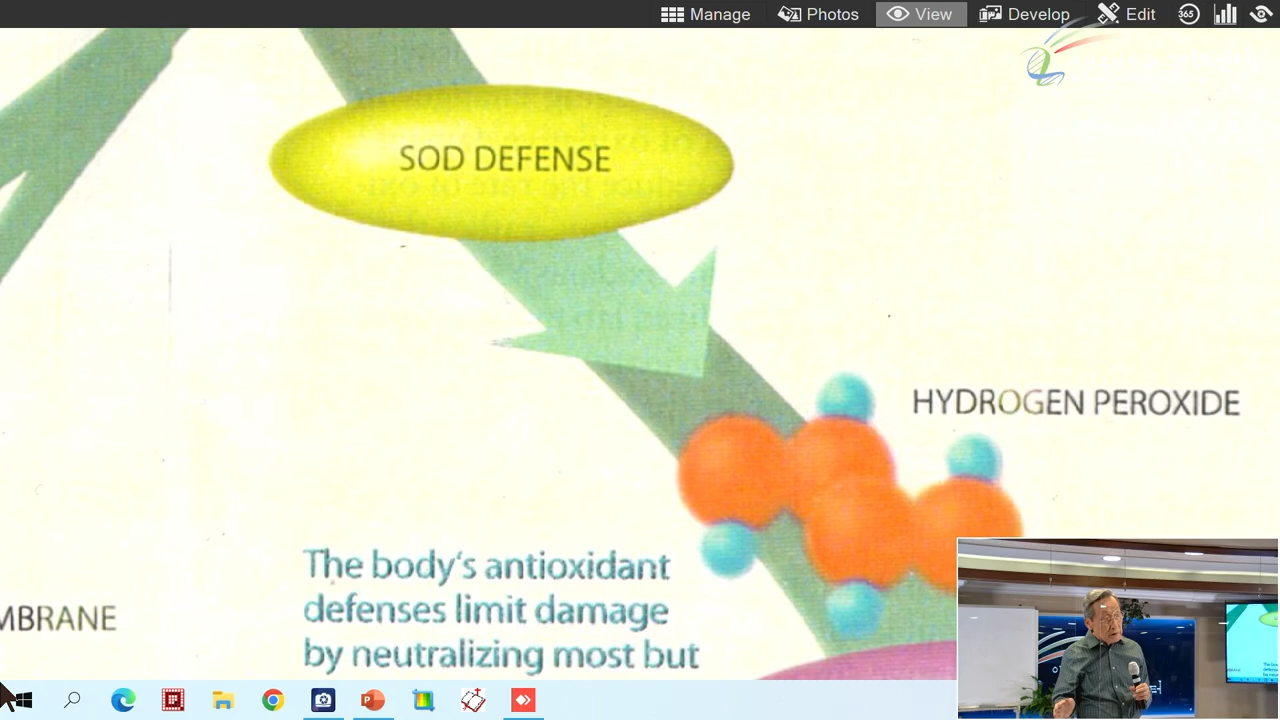 Manage
Photos
View
Develop
Edit
365
SOD DEFENSE
HYDROGEN PEROXIDE
The body's antioxidant
defenses limit damage
by neutralizing most but
MBRANE